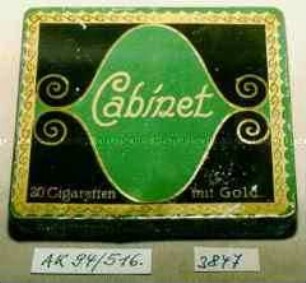 Cabinet
20 Cigaretten mit Gold
AK 94/516. 3847